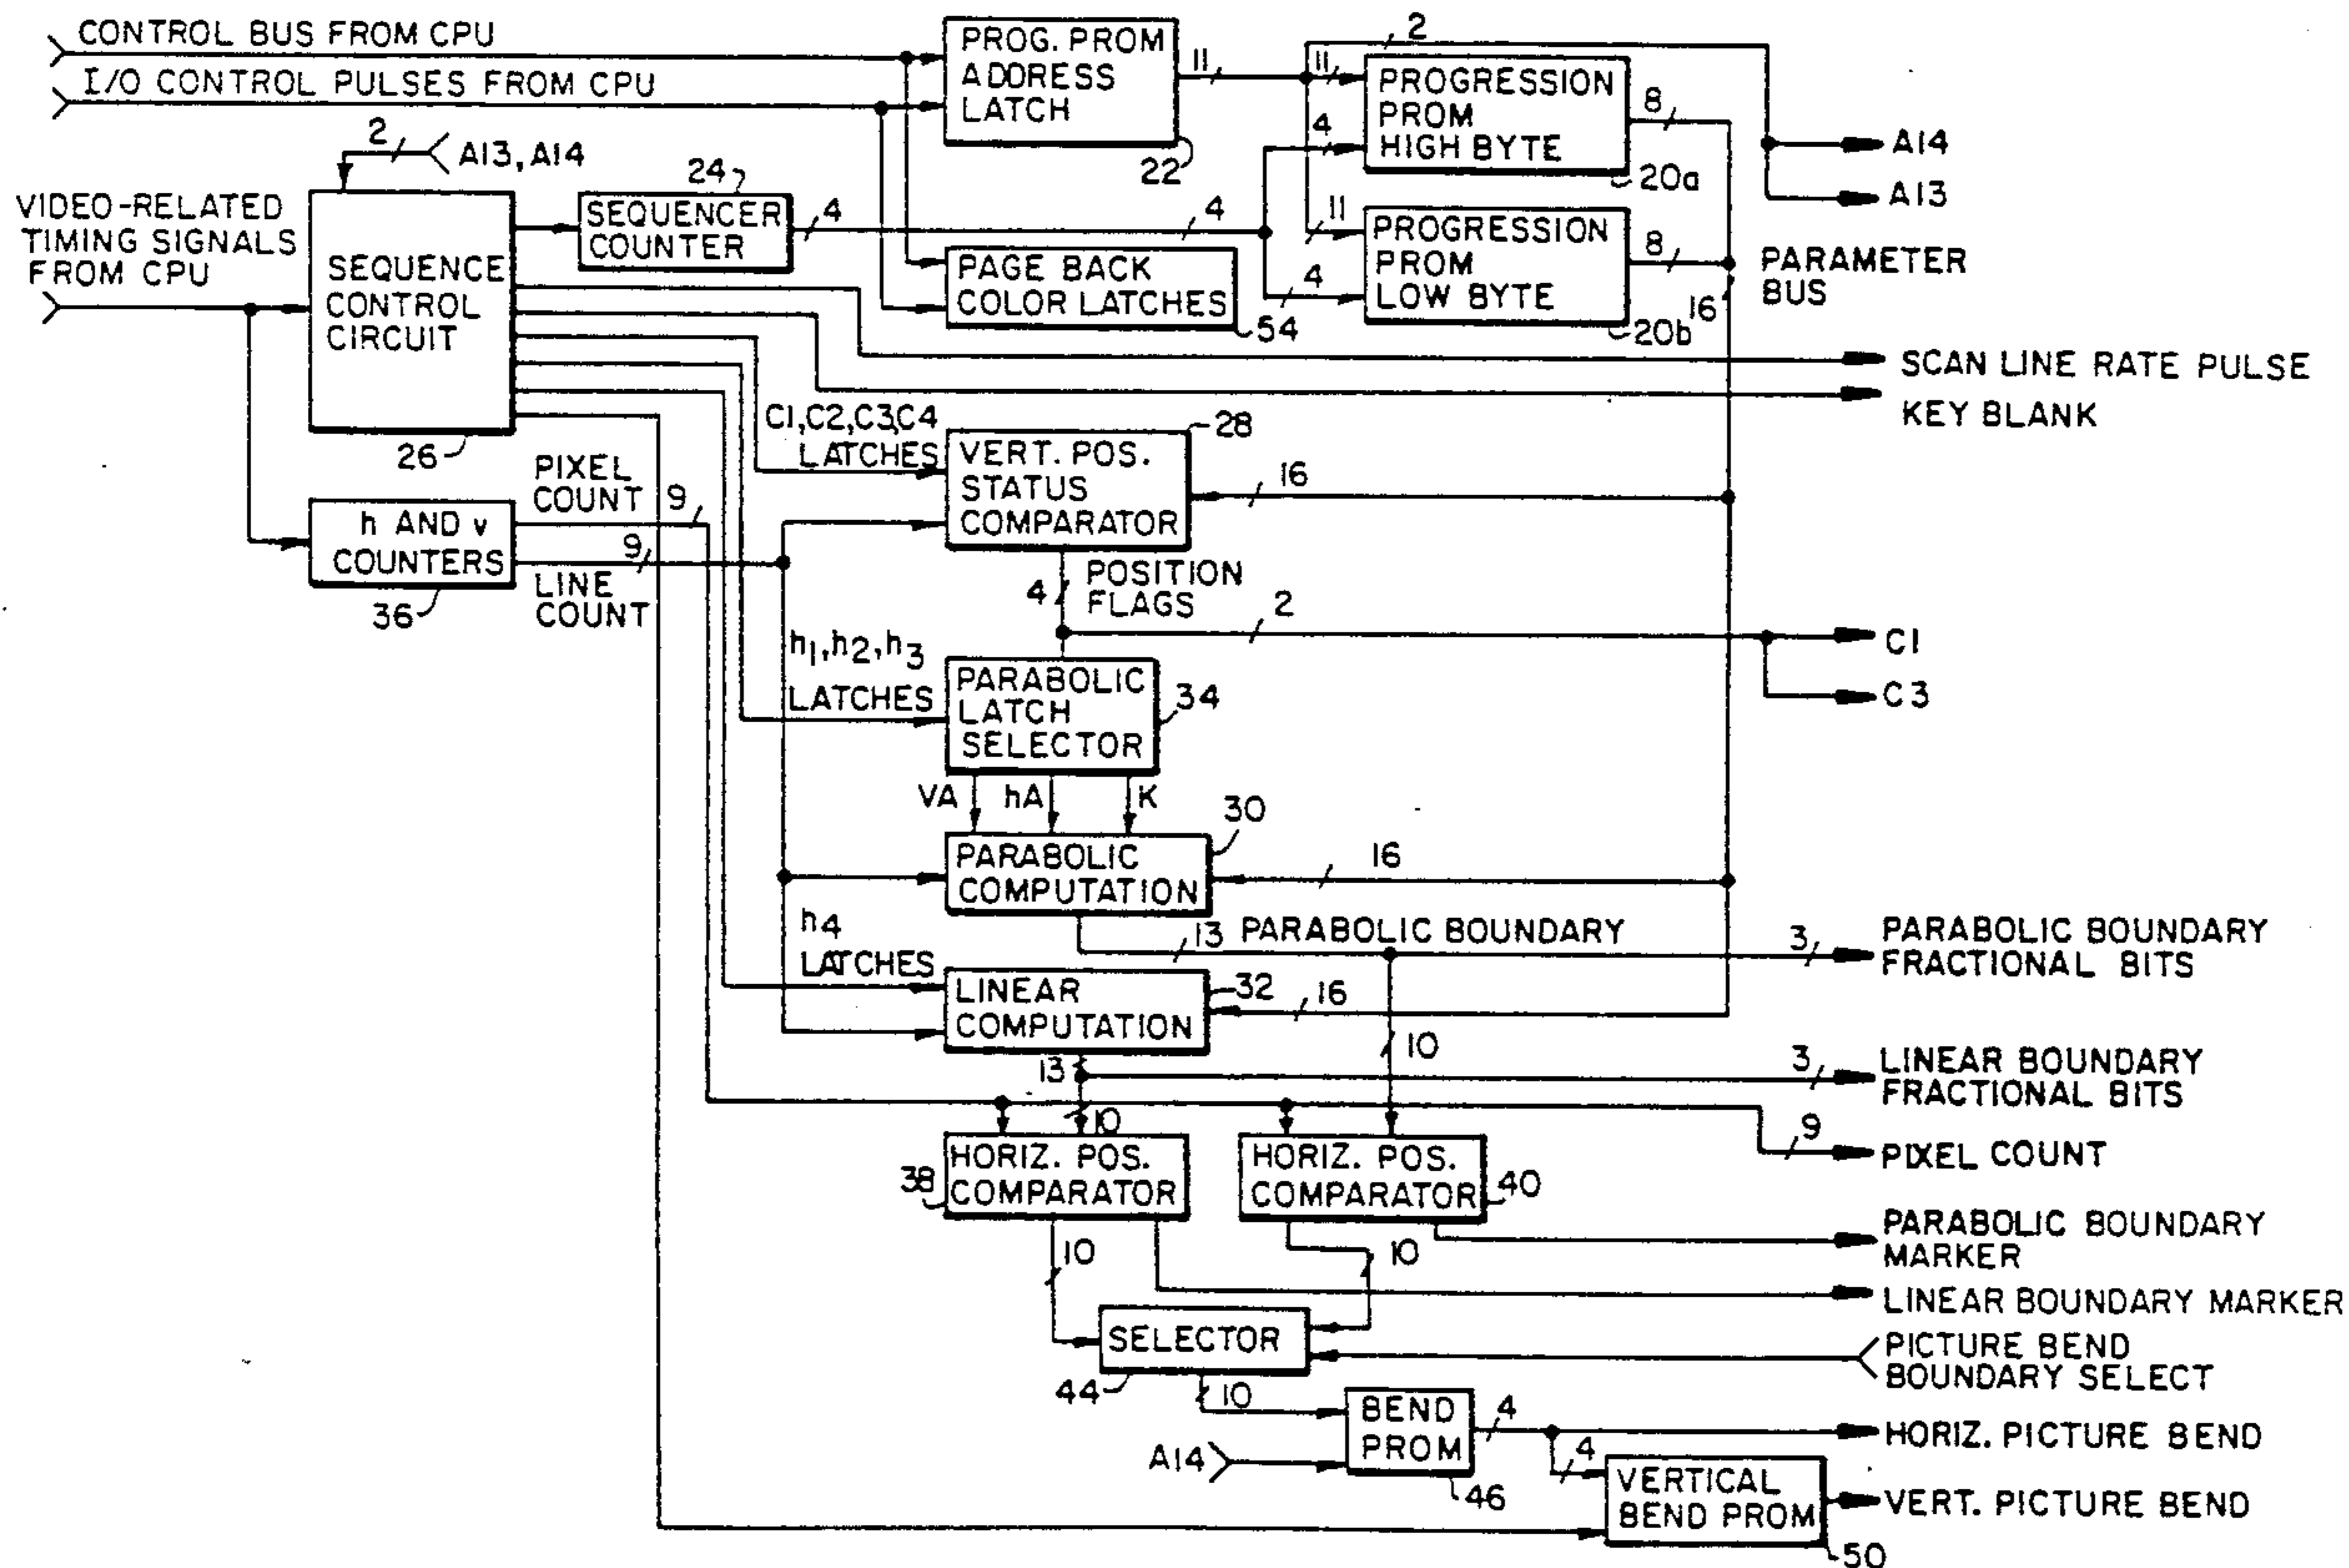 CONTROL BUS FROM CPU
I/O CONTROL PULSES FROM CPU
PROG. PROM
ADDRESS
LATCH
22
11
11
2
PROGRESSION
PROM
HIGH BYTE
20a
8
4
A14
A13
2
A13, A14
VIDEO-RELATED
TIMING SIGNALS
FROM CPU
SEQUENCE
CONTROL
CIRCUIT
26
24
SEQUENCER
COUNTER
4
4
PAGE BACK
COLOR LATCHES
54
11
4
PROGRESSION
PROM
LOW BYTE
20b
8
16
PARAMETER
BUS
SCAN LINE RATE PULSE
KEY BLANK
C1,C2,C3,C4
LATCHES
VERT. POS.
STATUS
COMPARATOR
28
16
PIXEL
COUNT
9
h AND v
COUNTERS
36
9
LINE
COUNT
4
POSITION
FLAGS
2
C1
C3
h1,h2,h3
LATCHES
PARABOLIC
LATCH
SELECTOR
34
VA
hA
K
30
PARABOLIC
COMPUTATION
16
13
PARABOLIC BOUNDARY
3
PARABOLIC BOUNDARY
FRACTIONAL BITS
h4
LATCHES
LINEAR
COMPUTATION
32
16
10
13
3
LINEAR BOUNDARY
FRACTIONAL BITS
10
9
PIXEL COUNT
38
HORIZ. POS.
COMPARATOR
HORIZ. POS.
COMPARATOR
40
PARABOLIC BOUNDARY
MARKER
10
10
LINEAR BOUNDARY MARKER
SELECTOR
44
PICTURE BEND
BOUNDARY SELECT
10
BEND
PROM
46
A14
4
HORIZ. PICTURE BEND
4
VERTICAL
BEND PROM
50
VERT. PICTURE BEND